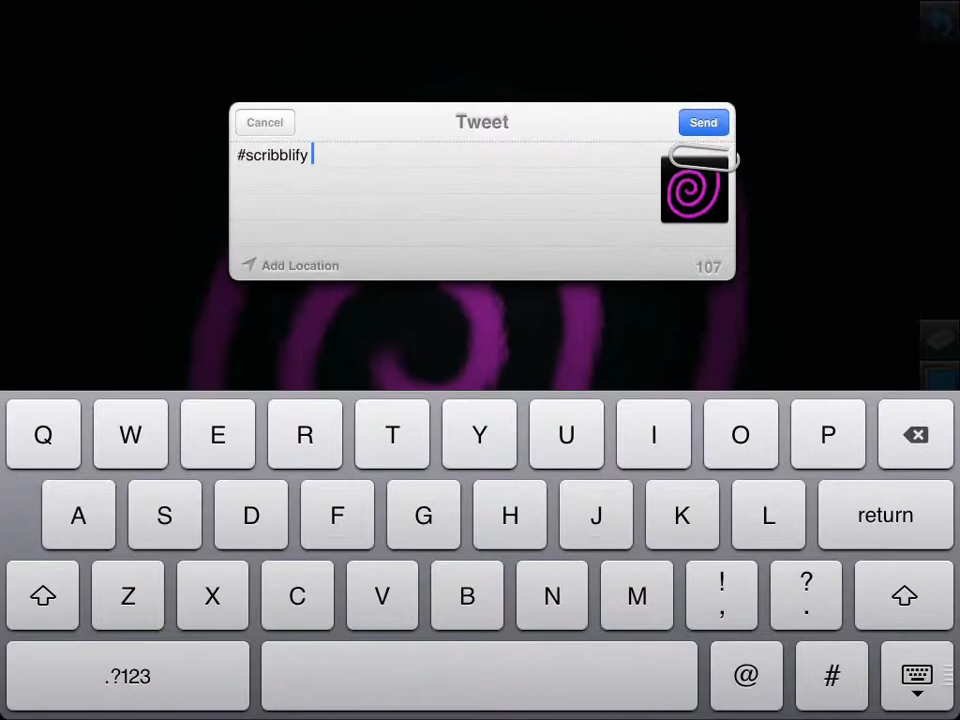 Cancel Tweet Send
#scribblify
Add Location 107
Q W E R T Y U I O P
A S D F G H J K L return
Z X C V B N M ! , ? .
.?123 @ #